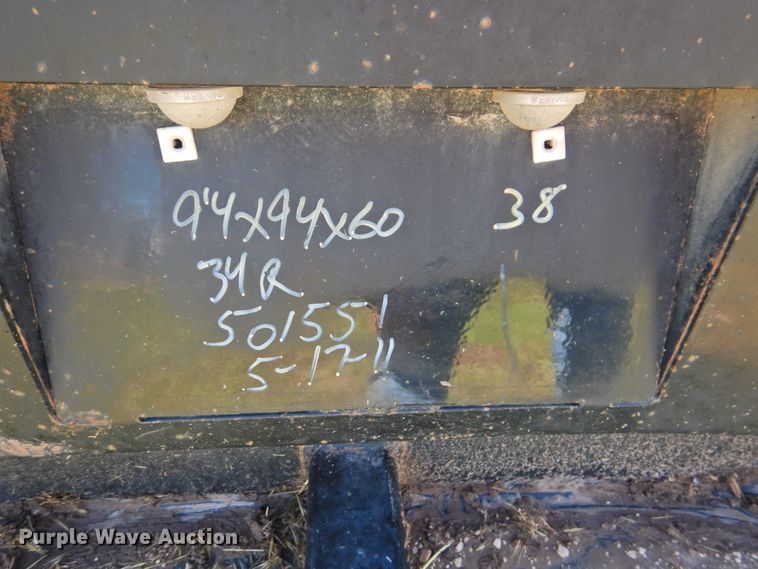 9'4X94X60 38
34R
501551
5-17-11
Purple Wave Auction